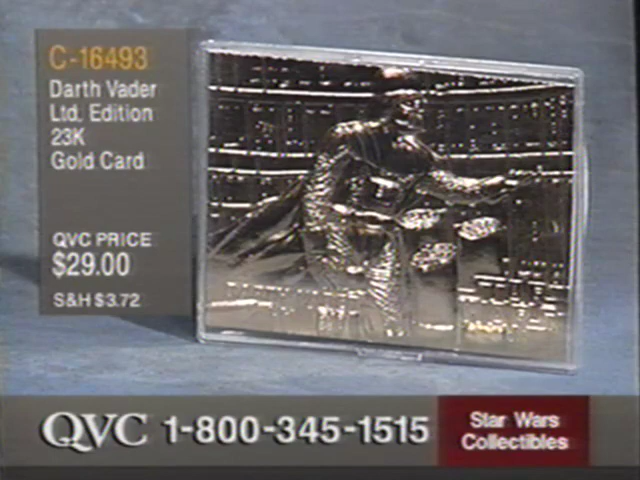 C-16493
Darth Vader
Ltd. Edition
23K
Gold Card
QVC PRICE
$29.00
S&H $3.72
QVC 1-800-345-1515
Star Wars
Collectibles